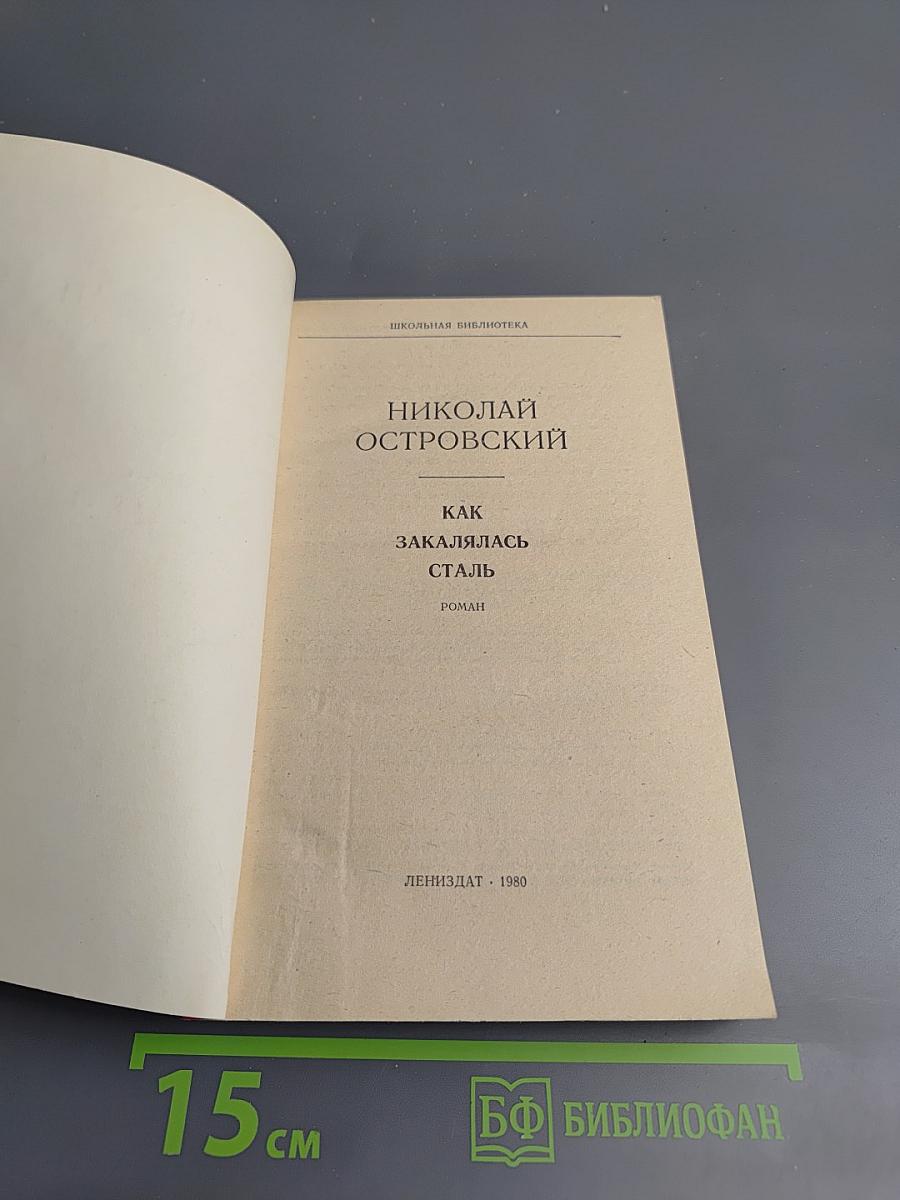 ШКОЛЬНАЯ БИБЛИОТЕКА
НИКОЛАЙ
ОСТРОВСКИЙ
КАК
ЗАКАЛЯЛАСЬ
СТАЛЬ
РОМАН
ЛЕНИЗДАТ · 1980
15 см
БФ БИБЛИОФАН